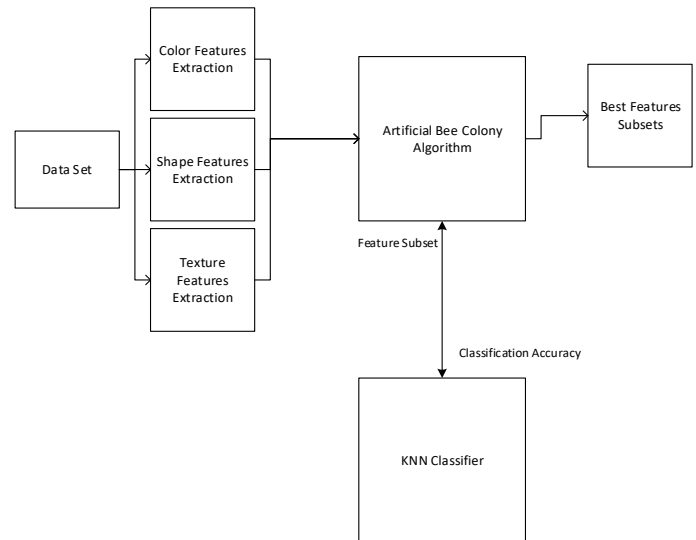 Color Features
Extraction
Data Set
Shape Features
Extraction
Texture
Features
Extraction
Artificial Bee Colony
Algorithm
Best Features
Subsets
Feature Subset
Classification Accuracy
KNN Classifier